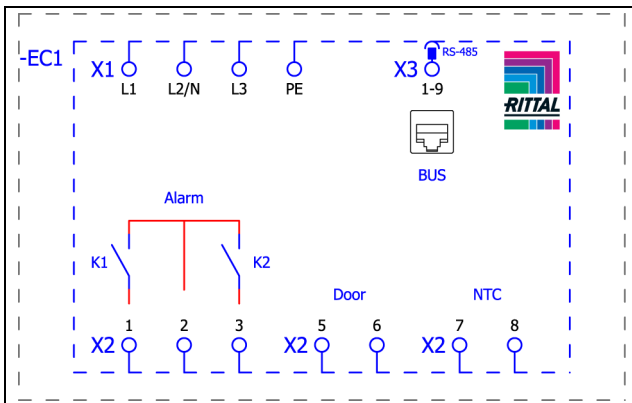 -EC1
X1
L1
L2/N
L3
PE
X3
RS-485
1-9
RITTAL
BUS
Alarm
K1
K2
Door
NTC
X2
1
2
3
X2
5
6
X2
7
8